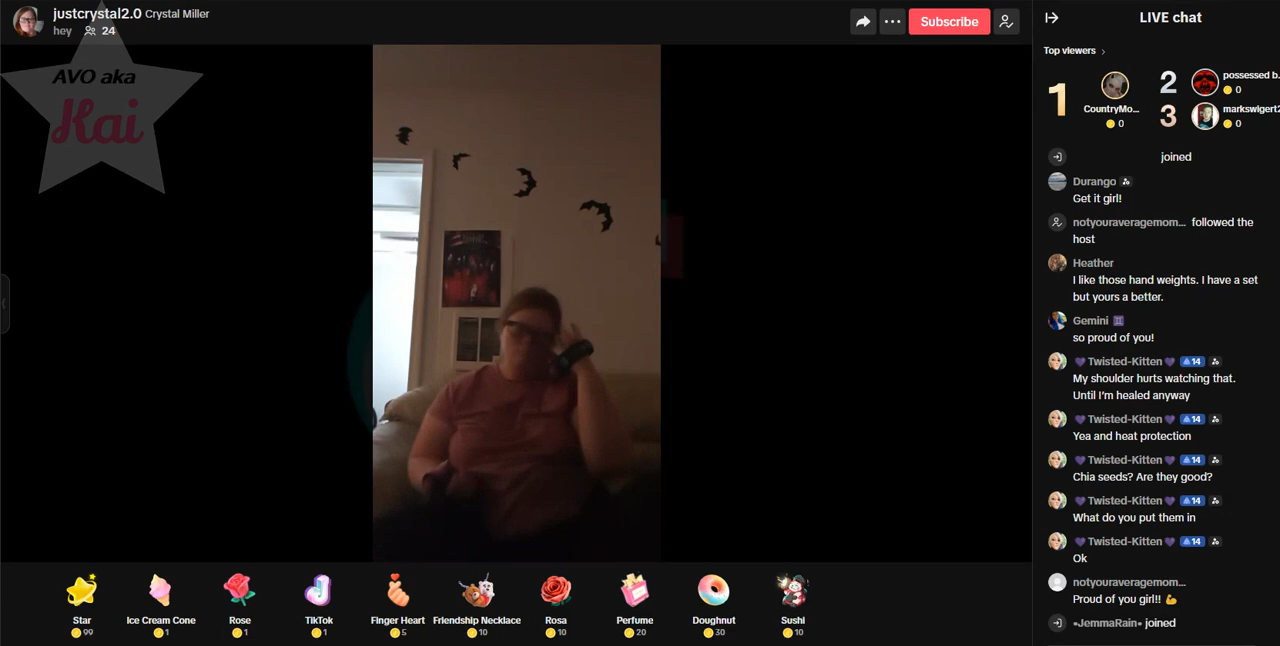 justcrystal2.0 Crystal Miller
hey 24
Subscribe
AVO aka
Kai
LIVE chat
Top viewers
1
CountryMo...
0
2
possessed b.
0
3
markswigert2
0
joined
Durango
Get it girl!
notyouraveragemom... followed the
host
Heather
I like those hand weights. I have a set
but yours a better.
Gemini
so proud of you!
💜Twisted-Kitten💜 14
My shoulder hurts watching that.
Until I'm healed anyway
💜Twisted-Kitten💜 14
Yea and heat protection
💜Twisted-Kitten💜 14
Chia seeds? Are they good?
💜Twisted-Kitten💜 14
What do you put them in
💜Twisted-Kitten💜 14
Ok
notyouraveragemom...
Proud of you girl!! 💪
•JemmaRain• joined
Star
99
Ice Cream Cone
1
Rose
1
TikTok
1
Finger Heart
5
Friendship Necklace
10
Rosa
10
Perfume
20
Doughnut
30
Sushi
10